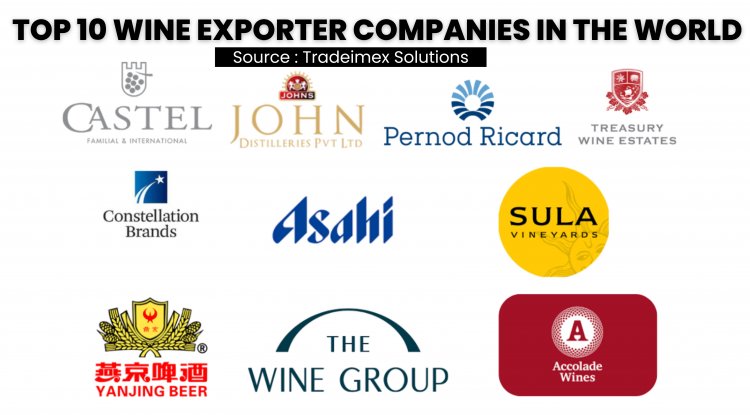 TOP 10 WINE EXPORTER COMPANIES IN THE WORLD
Source : Tradeimex Solutions
CASTEL
FAMILIAL & INTERNATIONAL
JOHNS
JOHN
DISTILLERIES PVT LTD
Pernod Ricard
TREASURY
WINE ESTATES
Constellation
Brands
Asahi
SULA
VINEYARDS
燕京
®
燕京啤酒
YANJING BEER
THE
WINE GROUP
A
Accolade
Wines